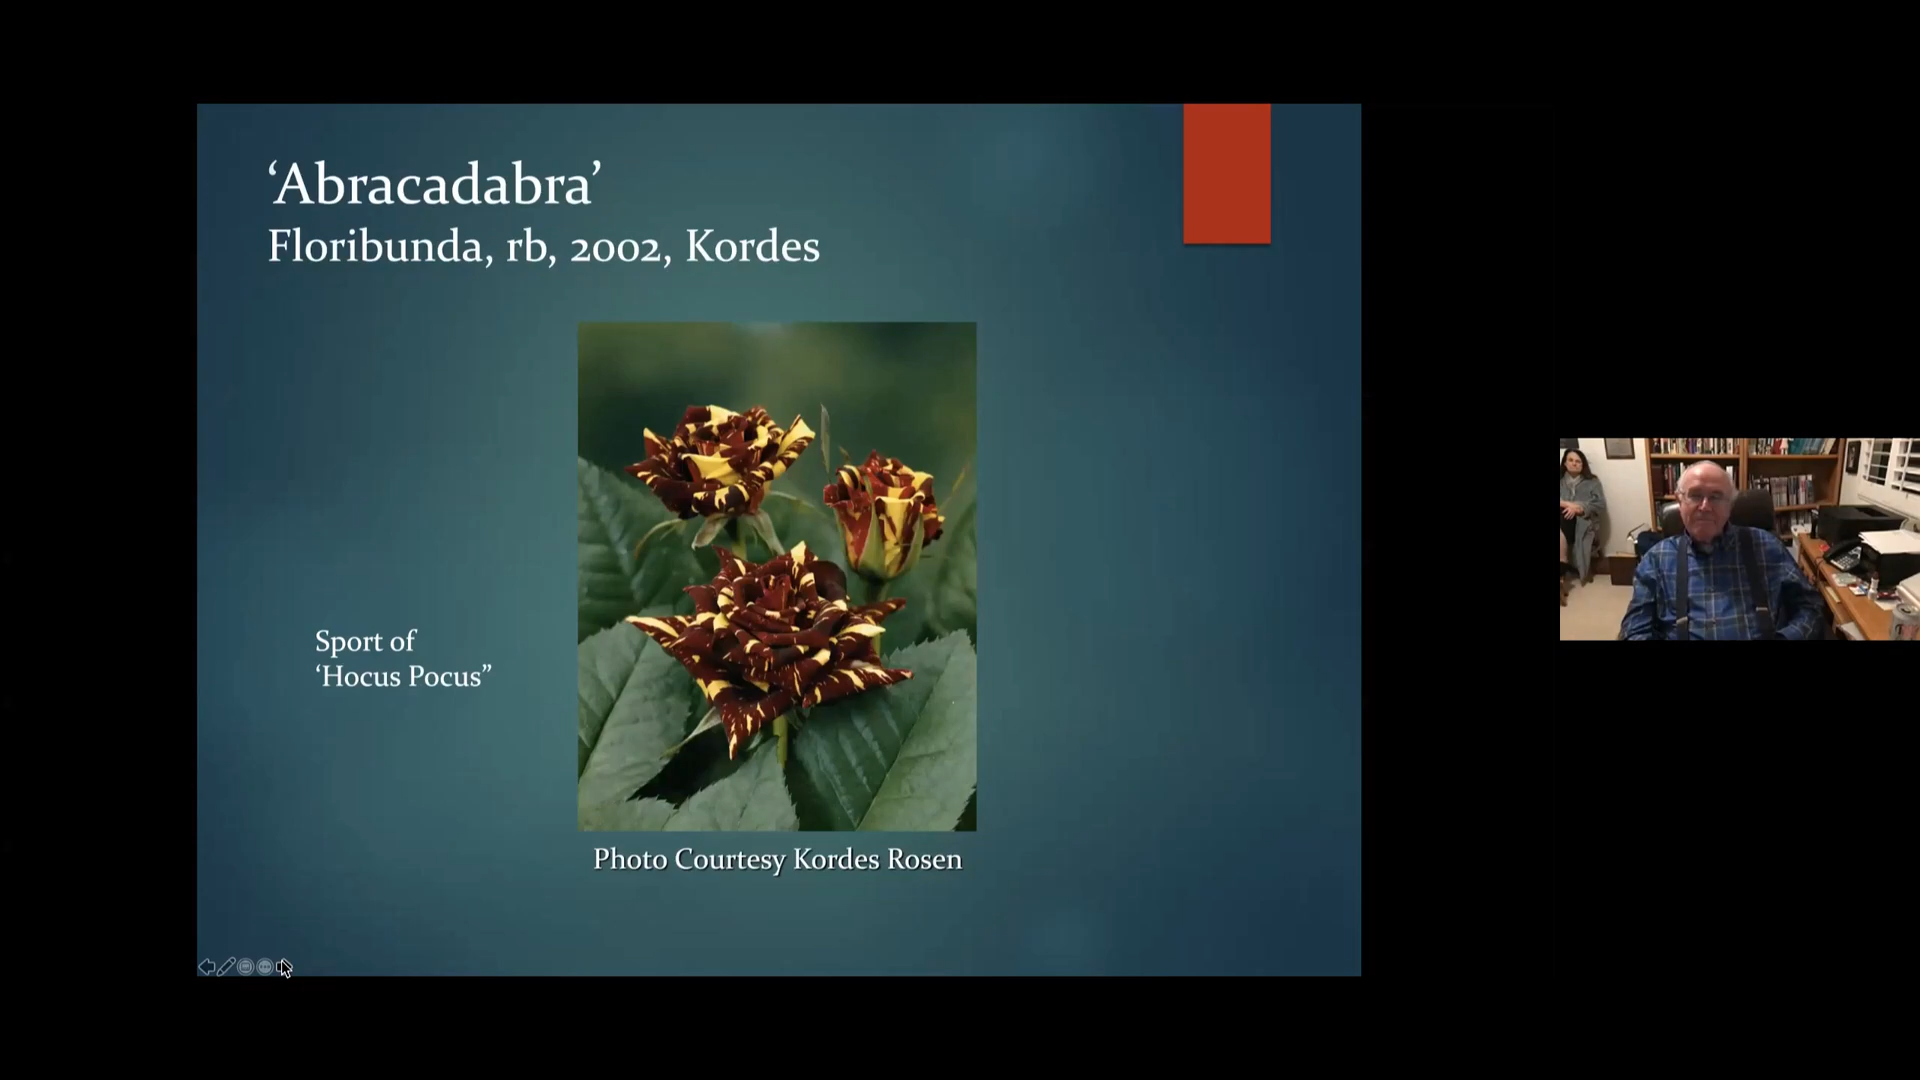 ‘Abracadabra’
Floribunda, rb, 2002, Kordes
Sport of
‘Hocus Pocus”
Photo Courtesy Kordes Rosen